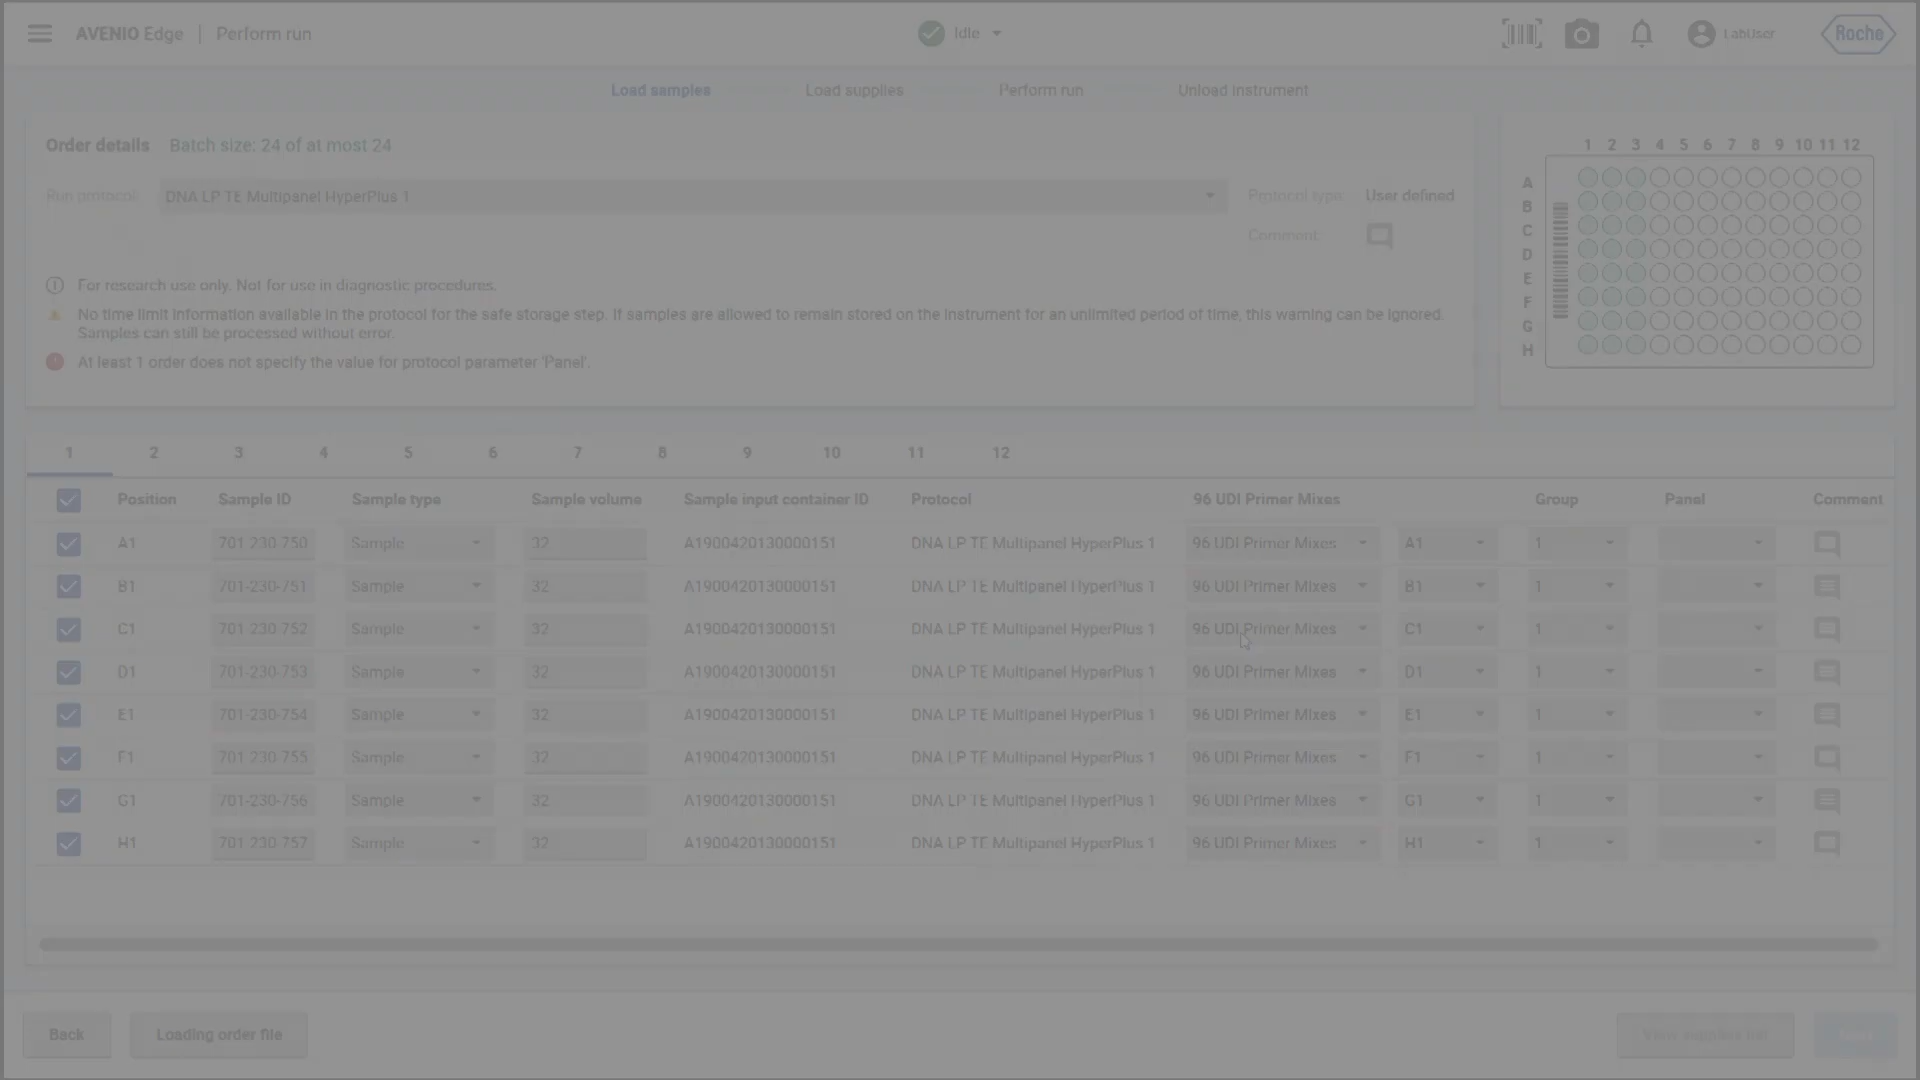 AVENIO Edge | Perform run
Idle
LabUser
Roche
Load samples
Load supplies
Perform run
Unload instrument
Order details
Batch size: 24 of at most 24
Run protocol:
DNA LP TE Multipanel HyperPlus 1
Protocol type:
User defined
Comment:
For research use only. Not for use in diagnostic procedures.
No time limit information available in the protocol for the safe storage step. If samples are allowed to remain stored on the instrument for an unlimited period of time, this warning can be ignored.
Samples can still be processed without error.
At least 1 order does not specify the value for protocol parameter 'Panel'.
1 2 3 4 5 6 7 8 9 10 11 12
A
B
C
D
E
F
G
H
1 2 3 4 5 6 7 8 9 10 11 12
Position Sample ID Sample type Sample volume Sample input container ID Protocol 96 UDI Primer Mixes Group Panel Comment
A1 701-230-750 Sample 32 A1900420130000151 DNA LP TE Multipanel HyperPlus 1 96 UDI Primer Mixes A1 1
B1 701-230-751 Sample 32 A1900420130000151 DNA LP TE Multipanel HyperPlus 1 96 UDI Primer Mixes B1 1
C1 701-230-752 Sample 32 A1900420130000151 DNA LP TE Multipanel HyperPlus 1 96 UDI Primer Mixes C1 1
D1 701-230-753 Sample 32 A1900420130000151 DNA LP TE Multipanel HyperPlus 1 96 UDI Primer Mixes D1 1
E1 701-230-754 Sample 32 A1900420130000151 DNA LP TE Multipanel HyperPlus 1 96 UDI Primer Mixes E1 1
F1 701-230-755 Sample 32 A1900420130000151 DNA LP TE Multipanel HyperPlus 1 96 UDI Primer Mixes F1 1
G1 701-230-756 Sample 32 A1900420130000151 DNA LP TE Multipanel HyperPlus 1 96 UDI Primer Mixes G1 1
H1 701-230-757 Sample 32 A1900420130000151 DNA LP TE Multipanel HyperPlus 1 96 UDI Primer Mixes H1 1
Back
Loading order file
View supplies list